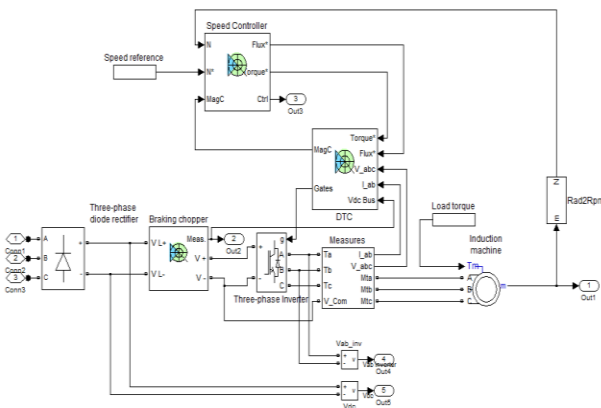 Speed Controller
N
Flux*
Speed reference
N*
Torque*
MagC
Ctrl
3
Out3
Torque*
MagC
Flux*
V_abc
Gates
I_ab
Vdc Bus
DTC
Z
Rad2Rpm
E
Load torque
Three-phase
diode rectifier
Braking chopper
1
Conn1
2
Conn2
3
Conn3
A
B
C
+
-
V L+
V L-
Meas.
V +
V -
2
Out2
g
+
-
A
B
C
Three-phase Inverter
Measures
Ta
Tb
Tc
V_Com
I_ab
V_abc
Mta
Mtb
Mtc
Induction
machine
Tm
A
B
C
m
1
Out1
Vab_inv
+
-
v
4
Vab Inverter
Out4
+
-
v
Vdc
5
Out5
Vdc